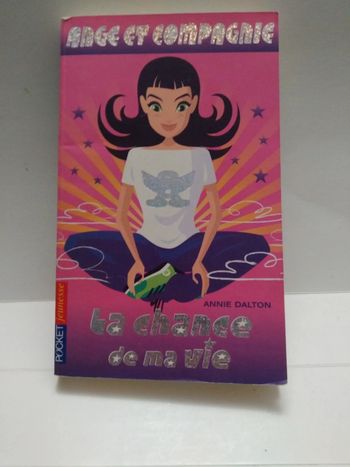 ANGE ET COMPAGNIE
ANNIE DALTON
La chance
de ma vie
POCKET jeunesse